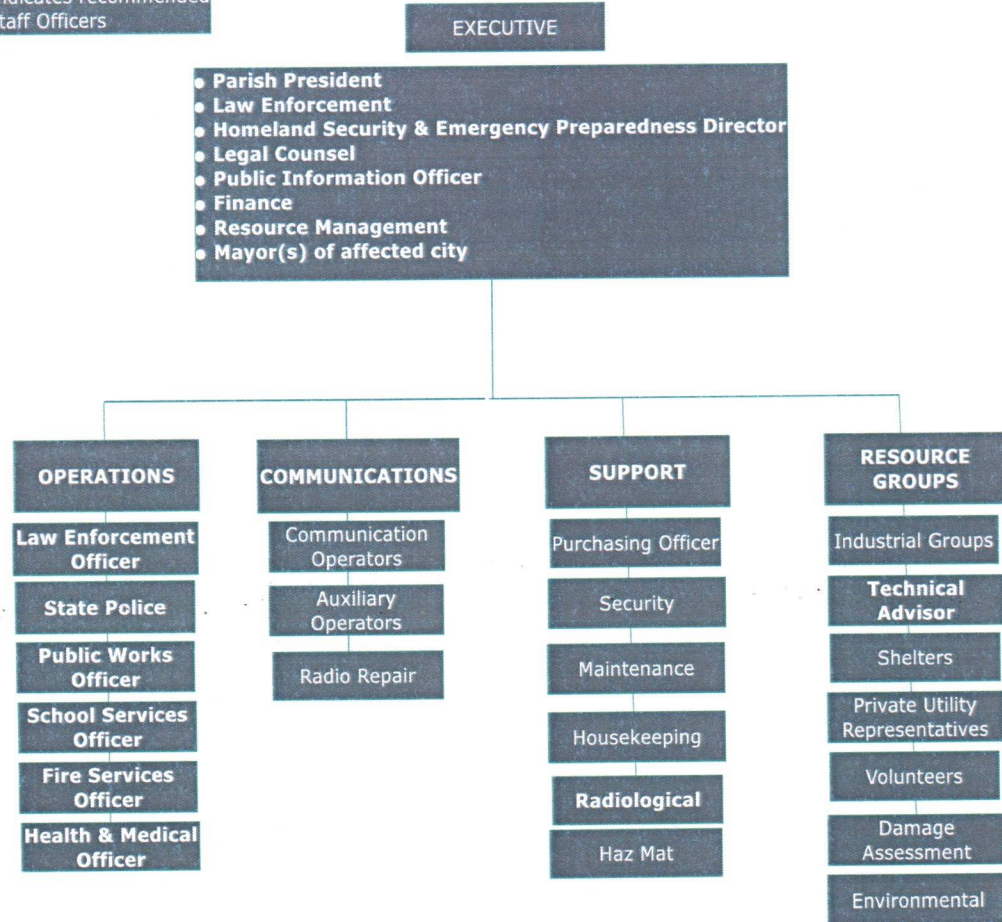 indicates recommended
Staff Officers
EXECUTIVE
• Parish President
• Law Enforcement
• Homeland Security & Emergency Preparedness Director
• Legal Counsel
• Public Information Officer
• Finance
• Resource Management
• Mayor(s) of affected city
OPERATIONS
Law Enforcement
Officer
State Police
Public Works
Officer
School Services
Officer
Fire Services
Officer
Health & Medical
Officer
COMMUNICATIONS
Communication
Operators
Auxiliary
Operators
Radio Repair
SUPPORT
Purchasing Officer
Security
Maintenance
Housekeeping
Radiological
Haz Mat
RESOURCE
GROUPS
Industrial Groups
Technical
Advisor
Shelters
Private Utility
Representatives
Volunteers
Damage
Assessment
Environmental